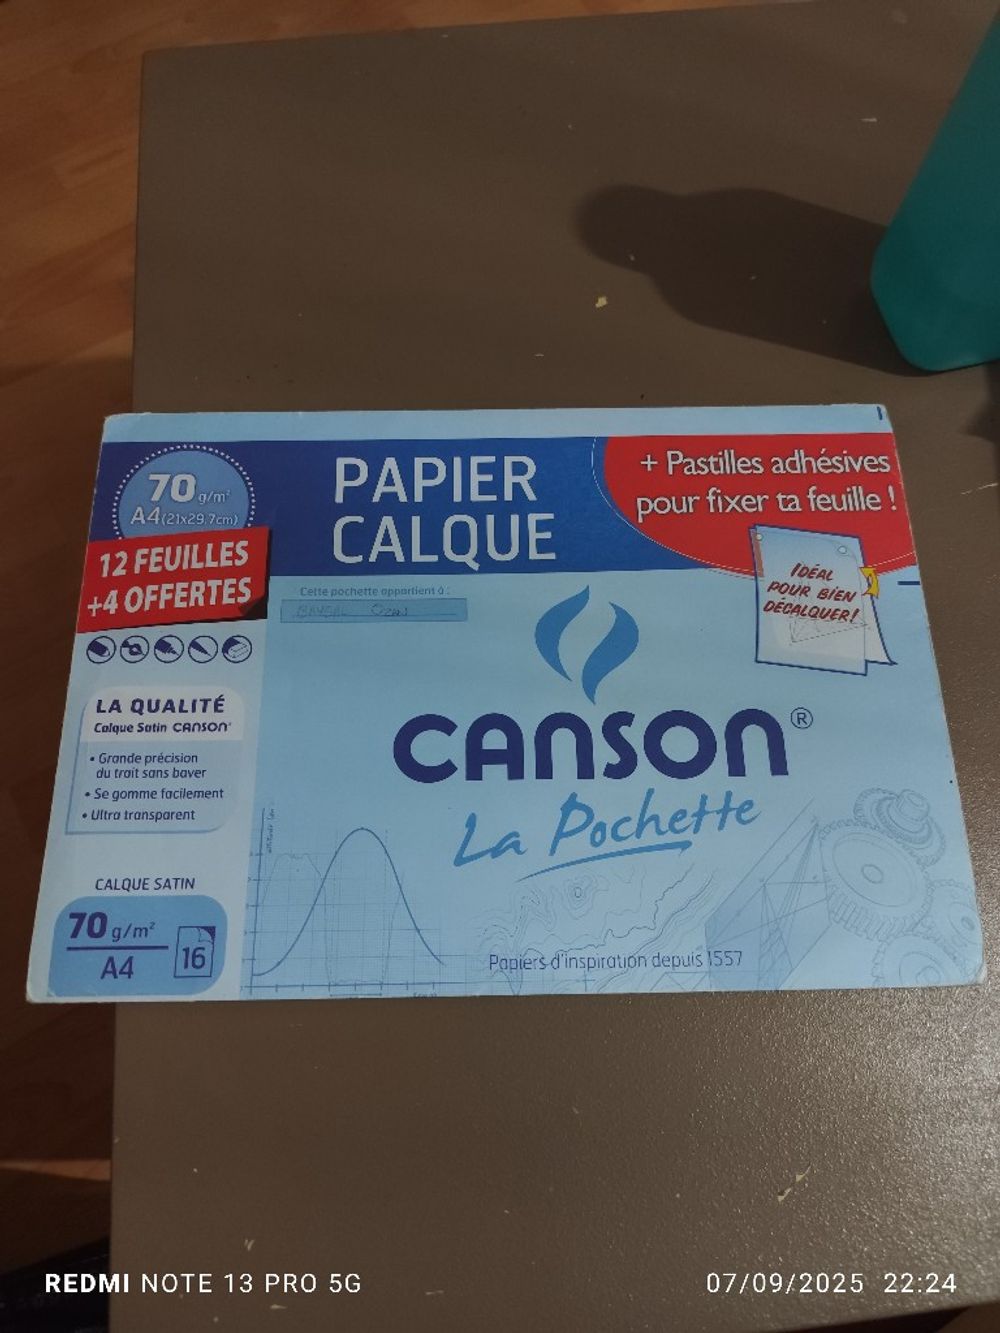 70 g/m²
A4 (21x29,7cm)
12 FEUILLES
+4 OFFERTES
PAPIER
CALQUE
+ Pastilles adhésives
pour fixer ta feuille !
IDÉAL
POUR BIEN
DÉCALQUER!
Cette pochette appartient à :
Ozan
LA QUALITÉ
Calque Satin CANSON®
• Grande précision
du trait sans baver
• Se gomme facilement
• Ultra transparent
CANSON®
La Pochette
CALQUE SATIN
70 g/m²
A4
16
Papiers d'inspiration depuis 1557
REDMI NOTE 13 PRO 5G
07/09/2025 22:24